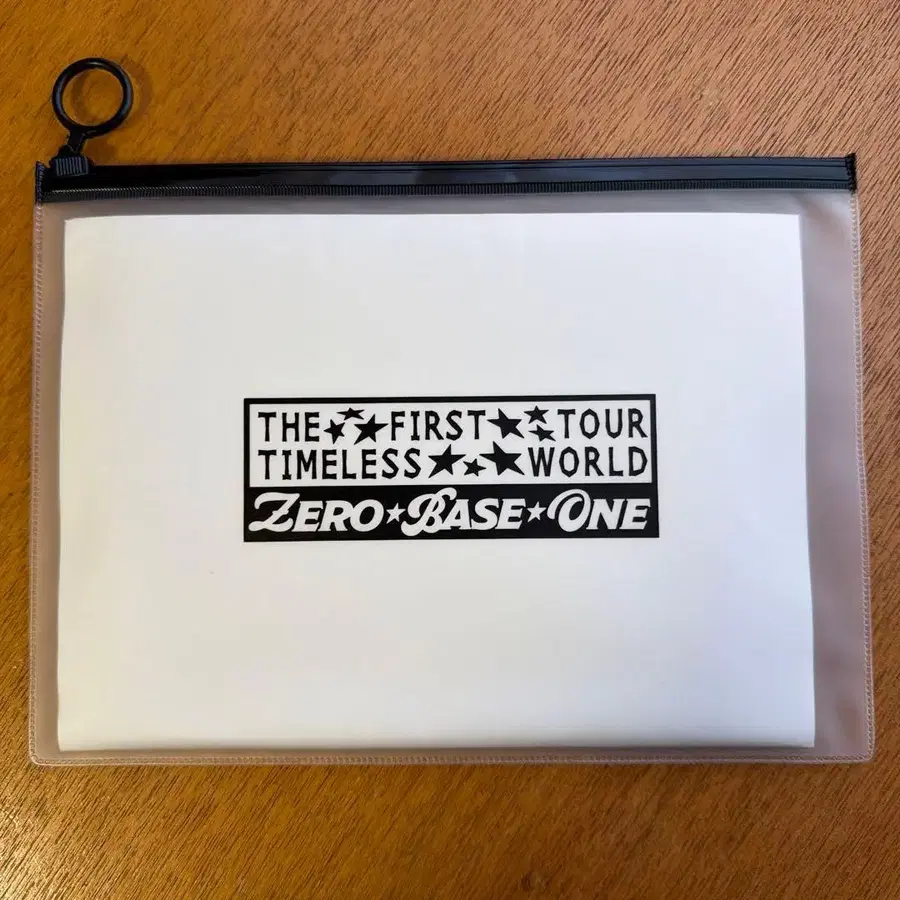 THE FIRST TOUR
TIMELESS WORLD
ZERO★BASE★ONE